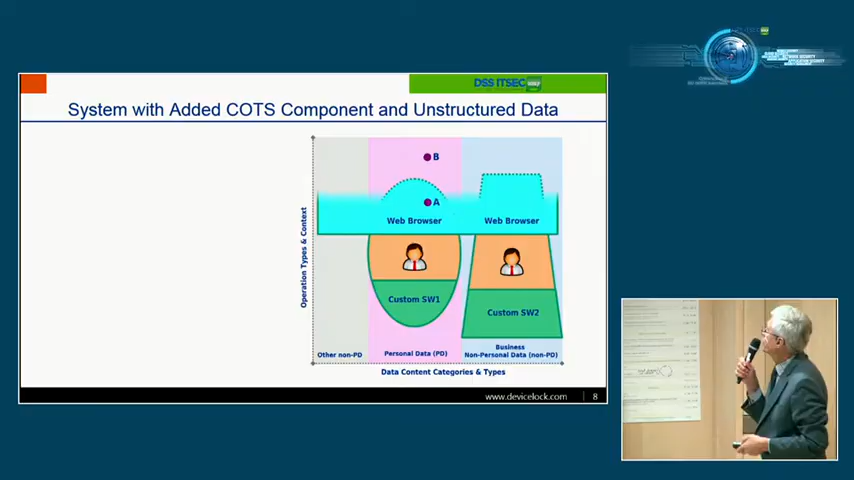 DSS ITSEC
System with Added COTS Component and Unstructured Data
B
A
Web Browser
Web Browser
Custom SW1
Custom SW2
Operation Types & Context
Other non-PD
Personal Data (PD)
Business
Non-Personal Data (non-PD)
Data Content Categories & Types
www.devicelock.com
8